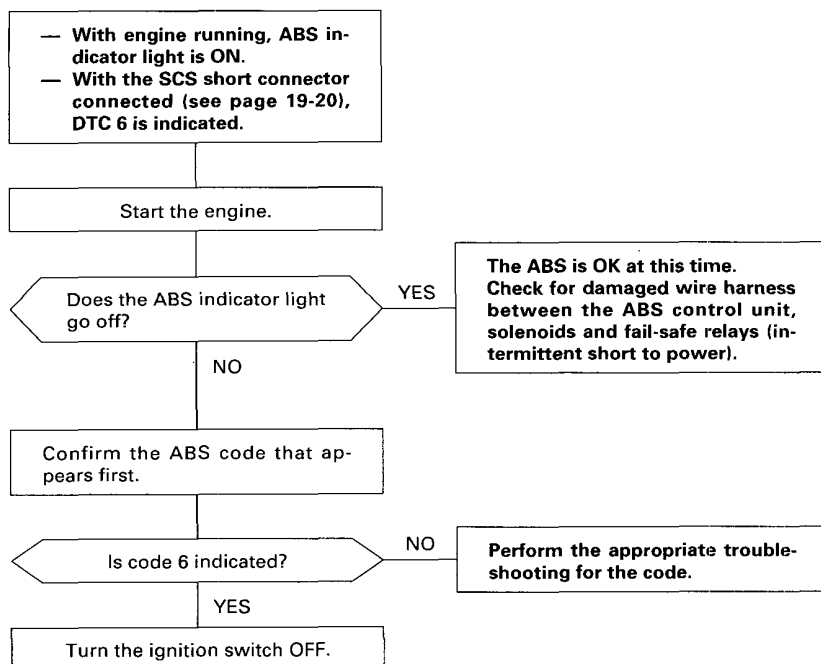 — With engine running, ABS in-
dicator light is ON.
— With the SCS short connector
connected (see page 19-20),
DTC 6 is indicated.
Start the engine.
Does the ABS indicator light
go off?
YES
The ABS is OK at this time.
Check for damaged wire harness
between the ABS control unit,
solenoids and fail-safe relays (in-
termittent short to power).
NO
Confirm the ABS code that ap-
pears first.
Is code 6 indicated?
NO
Perform the appropriate trouble-
shooting for the code.
YES
Turn the ignition switch OFF.